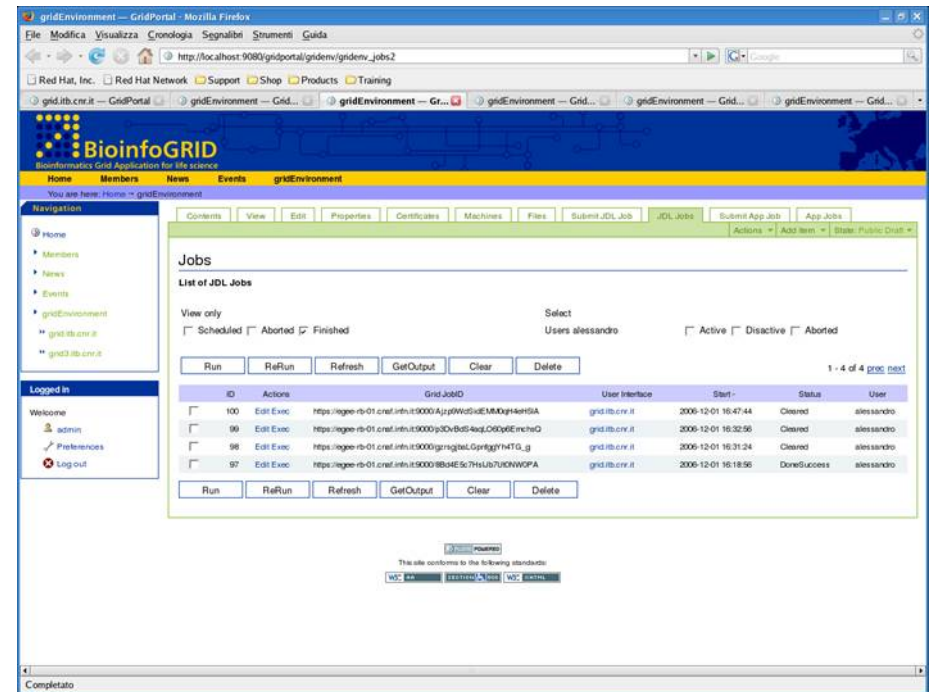 gridEnvironment — GridPortal - Mozilla Firefox
File Modifica Visualizza Cronologia Segnalibri Strumenti Guida
http://localhost:9080/gridportal/gridenv/gridenv_jobs2
Google
Red Hat, Inc. Red Hat Network Support Shop Products Training
grid.itb.cnr.it — GridPortal gridEnvironment — Grid... gridEnvironment — Gr... gridEnvironment — Grid... gridEnvironment — Grid... gridEnvironment — Grid...
BioinfoGRID
Bioinformatics Grid Application for life science
Home Members News Events gridEnvironment
You are here: Home → gridEnvironment
Navigation
Home
Members
News
Events
gridEnvironment
grid.itb.cnr.it
grid3.itb.cnr.it
Logged in
Welcome
admin
Preferences
Log out
Contents View Edit Properties Certificates Machines Files Submit JDL Job JDL Jobs Submit App Job App Jobs
Actions Add item State: Public Draft
Jobs
List of JDL Jobs
View only Select
Scheduled Aborted Finished Users alessandro Active Disactive Aborted
Run ReRun Refresh GetOutput Clear Delete 1 - 4 of 4 prec next
ID Actions Grid JobID User Interface Start - Status User
100 Edit Exec grid.itb.cnr.it 2006-12-01 16:47:44 Cleared alessandro
99 Edit Exec grid.itb.cnr.it 2006-12-01 16:32:56 Cleared alessandro
98 Edit Exec grid.itb.cnr.it 2006-12-01 16:31:24 Cleared alessandro
97 Edit Exec grid.itb.cnr.it 2006-12-01 16:18:56 DoneSuccess alessandro
Run ReRun Refresh GetOutput Clear Delete
PLONE POWERED
This site conforms to the following standards:
Completato